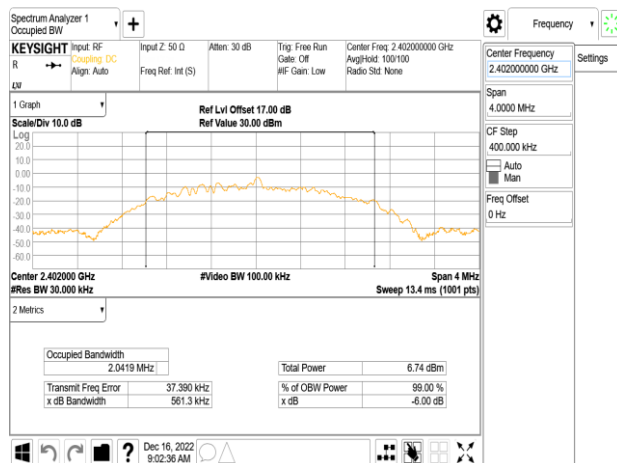 Spectrum Analyzer 1
Occupied BW
Frequency
KEYSIGHT
R
Input: RF
Coupling: DC
Align: Auto
Input Z: 50 Ω
Freq Ref: Int (S)
Atten: 30 dB
Trig: Free Run
Gate: Off
#IF Gain: Low
Center Freq: 2.402000000 GHz
Avg|Hold: 100/100
Radio Std: None
Center Frequency
2.402000000 GHz
Settings
Span
4.0000 MHz
CF Step
400.000 kHz
Auto
Man
Freq Offset
0 Hz
1 Graph
Scale/Div 10.0 dB
Ref Lvl Offset 17.00 dB
Ref Value 30.00 dBm
Log
20.0
10.0
0.00
-10.0
-20.0
-30.0
-40.0
-50.0
-60.0
Center 2.402000 GHz
#Res BW 30.000 kHz
#Video BW 100.00 kHz
Span 4 MHz
Sweep 13.4 ms (1001 pts)
2 Metrics
Occupied Bandwidth
2.0419 MHz
Transmit Freq Error 37.390 kHz
x dB Bandwidth 561.3 kHz
Total Power 6.74 dBm
% of OBW Power 99.00 %
x dB -6.00 dB
?
Dec 16, 2022
9:02:36 AM